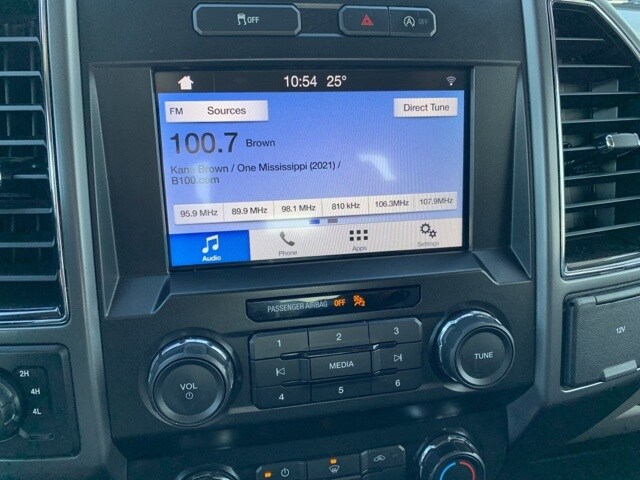 OFF
A OFF
10:54 25°
FM Sources
Direct Tune
100.7 Brown
Kane Brown / One Mississippi (2021) /
B100.com
95.9 MHz 89.9 MHz 98.1 MHz 810 kHz 106.3MHz 107.9MHz
Audio Phone Apps Settings
PASSENGER AIRBAG OFF
1 2 3
VOL MEDIA TUNE
4 5 6
2H
4H
4L
12V